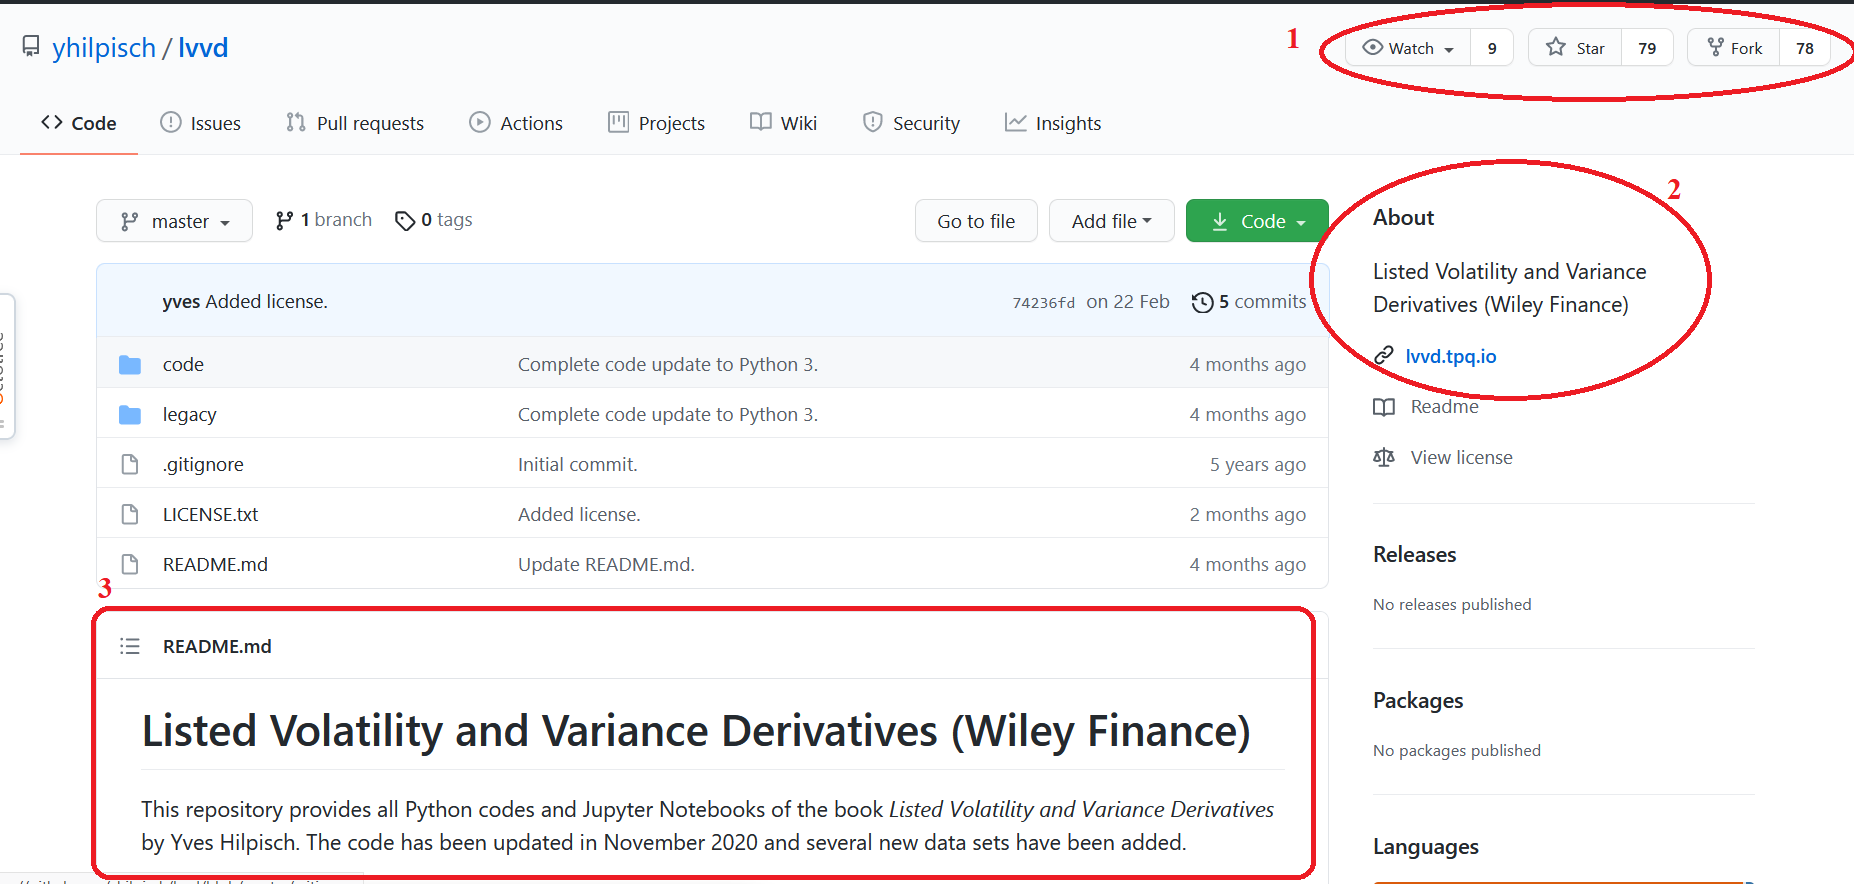 yhilpisch / lvvd
1
Watch 9 Star 79 Fork 78
Code Issues Pull requests Actions Projects Wiki Security Insights
master 1 branch 0 tags Go to file Add file Code
yves Added license. 74236fd on 22 Feb 5 commits
code Complete code update to Python 3. 4 months ago
legacy Complete code update to Python 3. 4 months ago
.gitignore Initial commit. 5 years ago
LICENSE.txt Added license. 2 months ago
README.md Update README.md. 4 months ago
2
About
Listed Volatility and Variance
Derivatives (Wiley Finance)
lvvd.tpq.io
Readme
View license
Releases
No releases published
Packages
No packages published
Languages
3
README.md
Listed Volatility and Variance Derivatives (Wiley Finance)
This repository provides all Python codes and Jupyter Notebooks of the book Listed Volatility and Variance Derivatives
by Yves Hilpisch. The code has been updated in November 2020 and several new data sets have been added.